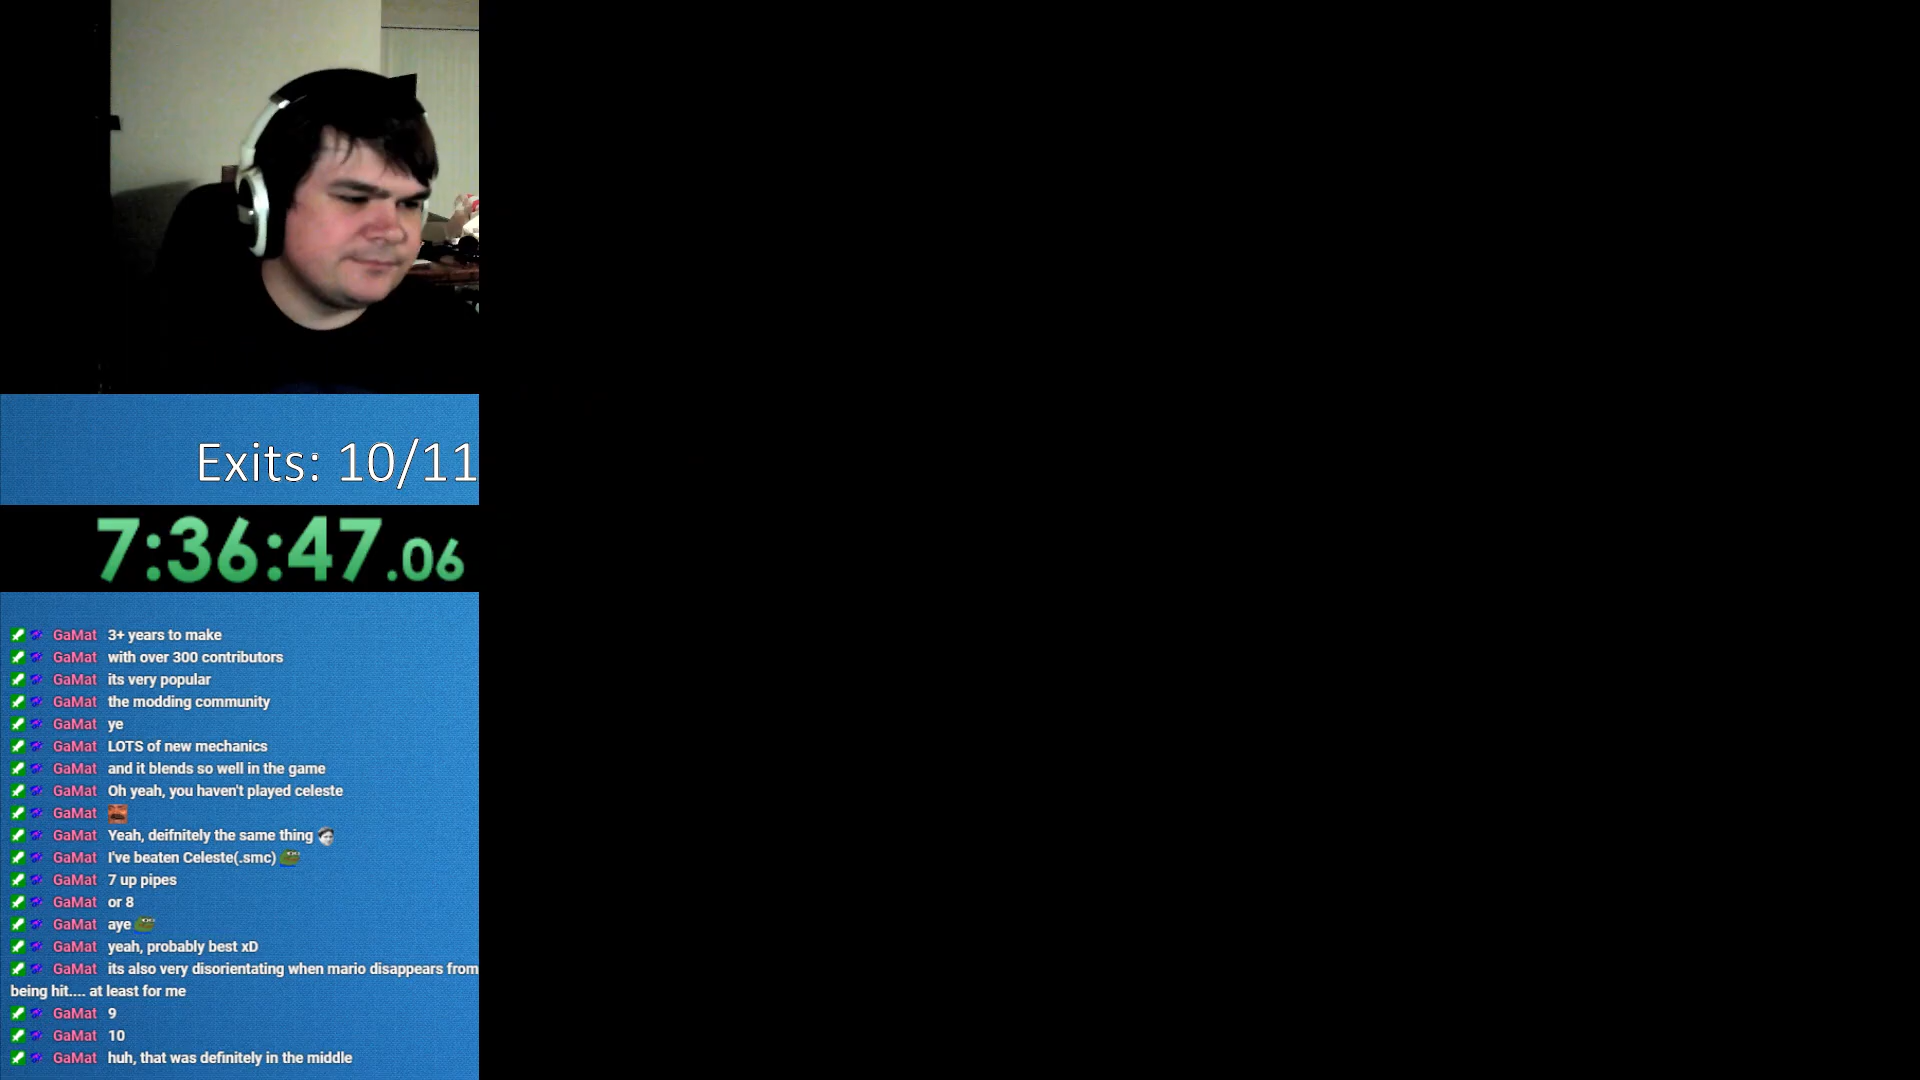 Exits: 10/11
7:36:47.06
GaMat 3+ years to make
GaMat with over 300 contributors
GaMat its very popular
GaMat the modding community
GaMat ye
GaMat LOTS of new mechanics
GaMat and it blends so well in the game
GaMat Oh yeah, you haven't played celeste
GaMat
GaMat Yeah, deifnitely the same thing
GaMat I've beaten Celeste(.smc)
GaMat 7 up pipes
GaMat or 8
GaMat aye
GaMat yeah, probably best xD
GaMat its also very disorientating when mario disappears from
being hit.... at least for me
GaMat 9
GaMat 10
GaMat huh, that was definitely in the middle